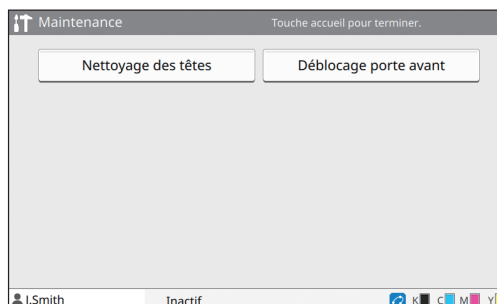 Maintenance Touche accueil pour terminer.
Nettoyage des têtes Déblocage porte avant
J.Smith Inactif K C M Y